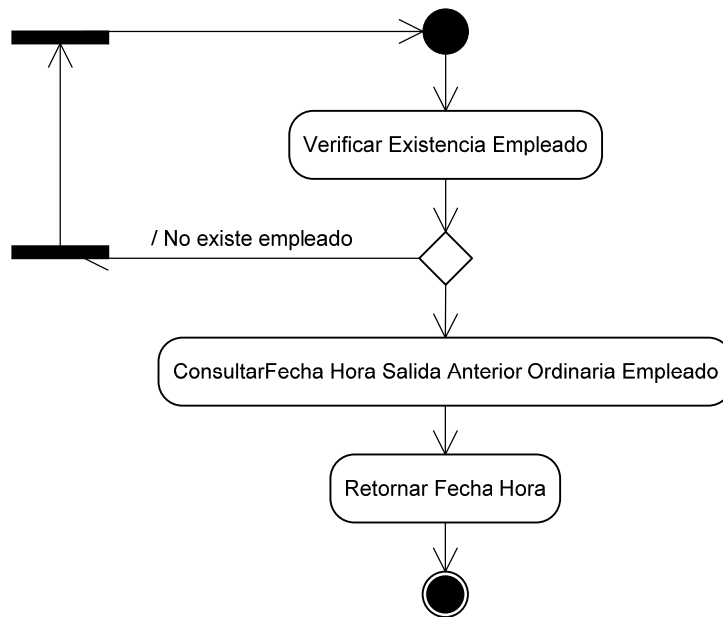 Verificar Existencia Empleado
/ No existe empleado
ConsultarFecha Hora Salida Anterior Ordinaria Empleado
Retornar Fecha Hora